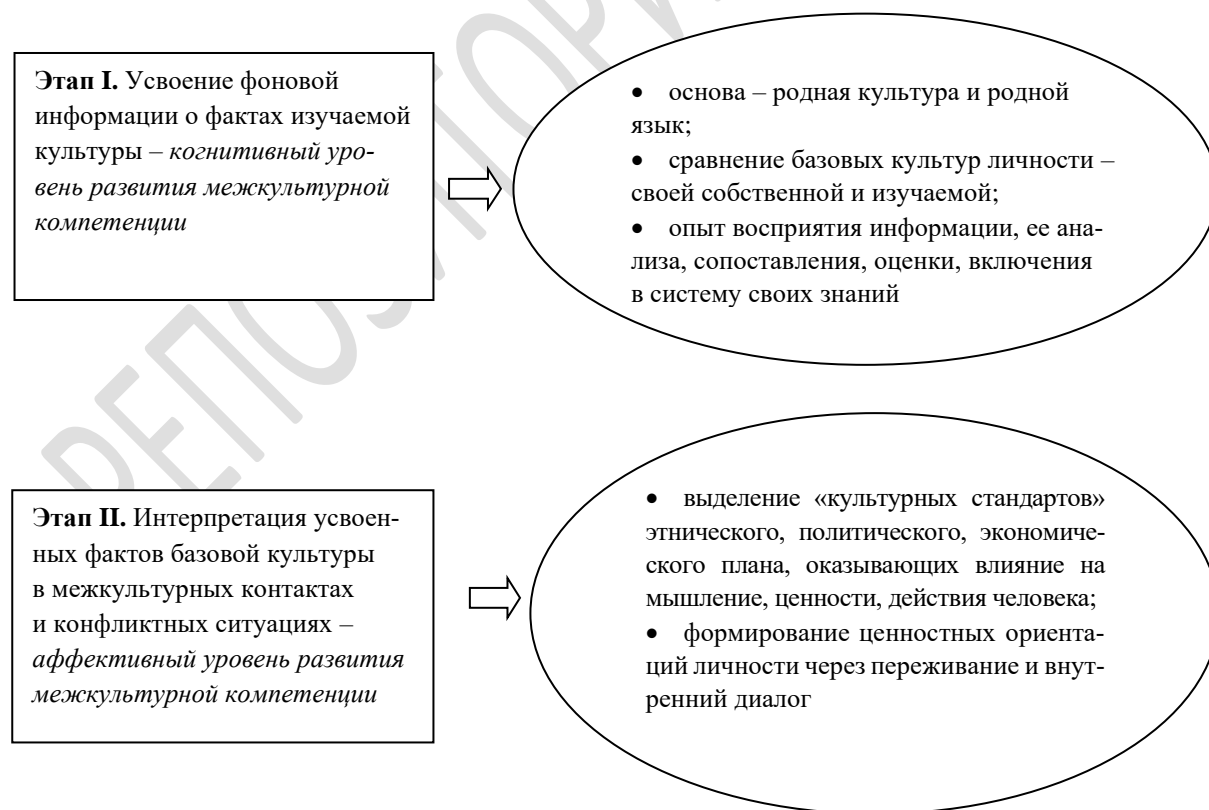 Этап I. Усвоение фоновой
информации о фактах изучаемой
культуры – когнитивный уро-
вень развития межкультурной
компетенции
• основа – родная культура и родной
язык;
• сравнение базовых культур личности –
своей собственной и изучаемой;
• опыт восприятия информации, ее ана-
лиза, сопоставления, оценки, включения
в систему своих знаний
Этап II. Интерпретация усвоен-
ных фактов базовой культуры
в межкультурных контактах
и конфликтных ситуациях –
аффективный уровень развития
межкультурной компетенции
• выделение «культурных стандартов»
этнического, политического, экономиче-
ского плана, оказывающих влияние на
мышление, ценности, действия человека;
• формирование ценностных ориента-
ций личности через переживание и внут-
ренний диалог